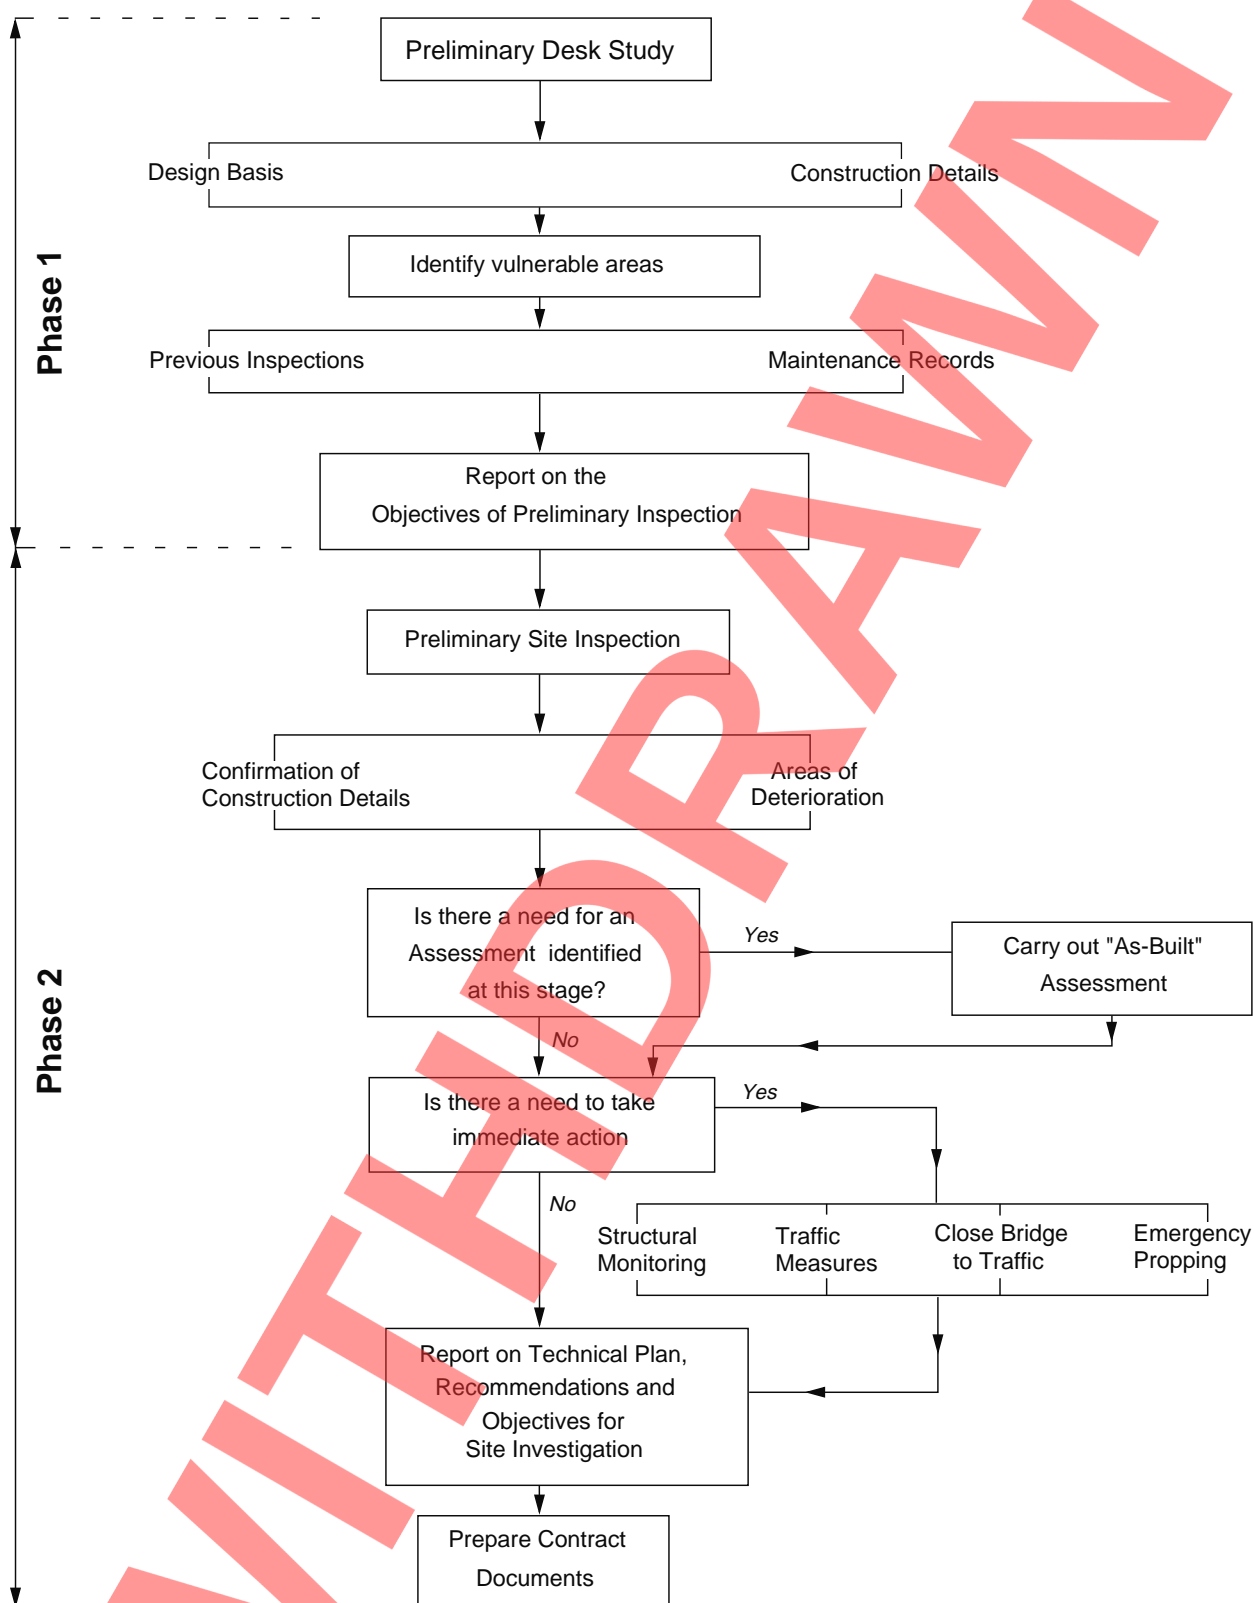 Preliminary Desk Study
Design Basis
Construction Details
Identify vulnerable areas
Phase 1
Previous Inspections
Maintenance Records
Report on the
Objectives of Preliminary Inspection
Preliminary Site Inspection
Confirmation of
Construction Details
Areas of
Deterioration
Is there a need for an
Assessment identified
at this stage?
Yes
Carry out "As-Built"
Assessment
No
Phase 2
Is there a need to take
immediate action
Yes
No
Structural
Monitoring
Traffic
Measures
Close Bridge
to Traffic
Emergency
Propping
Report on Technical Plan,
Recommendations and
Objectives for
Site Investigation
Prepare Contract
Documents
WITHDRAWN